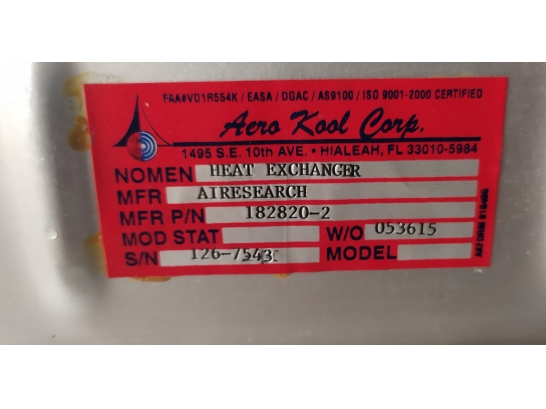 FAA#VD1R554K / EASA / DGAC / AS9100 / ISO 9001-2000 CERTIFIED
Aero Kool Corp.
1495 S.E. 10th AVE. • HIALEAH, FL 33010-5984
NOMEN HEAT EXCHANGER
MFR AIRESEARCH
MFR P/N 182820-2
MOD STAT W/O 053615
S/N MODEL